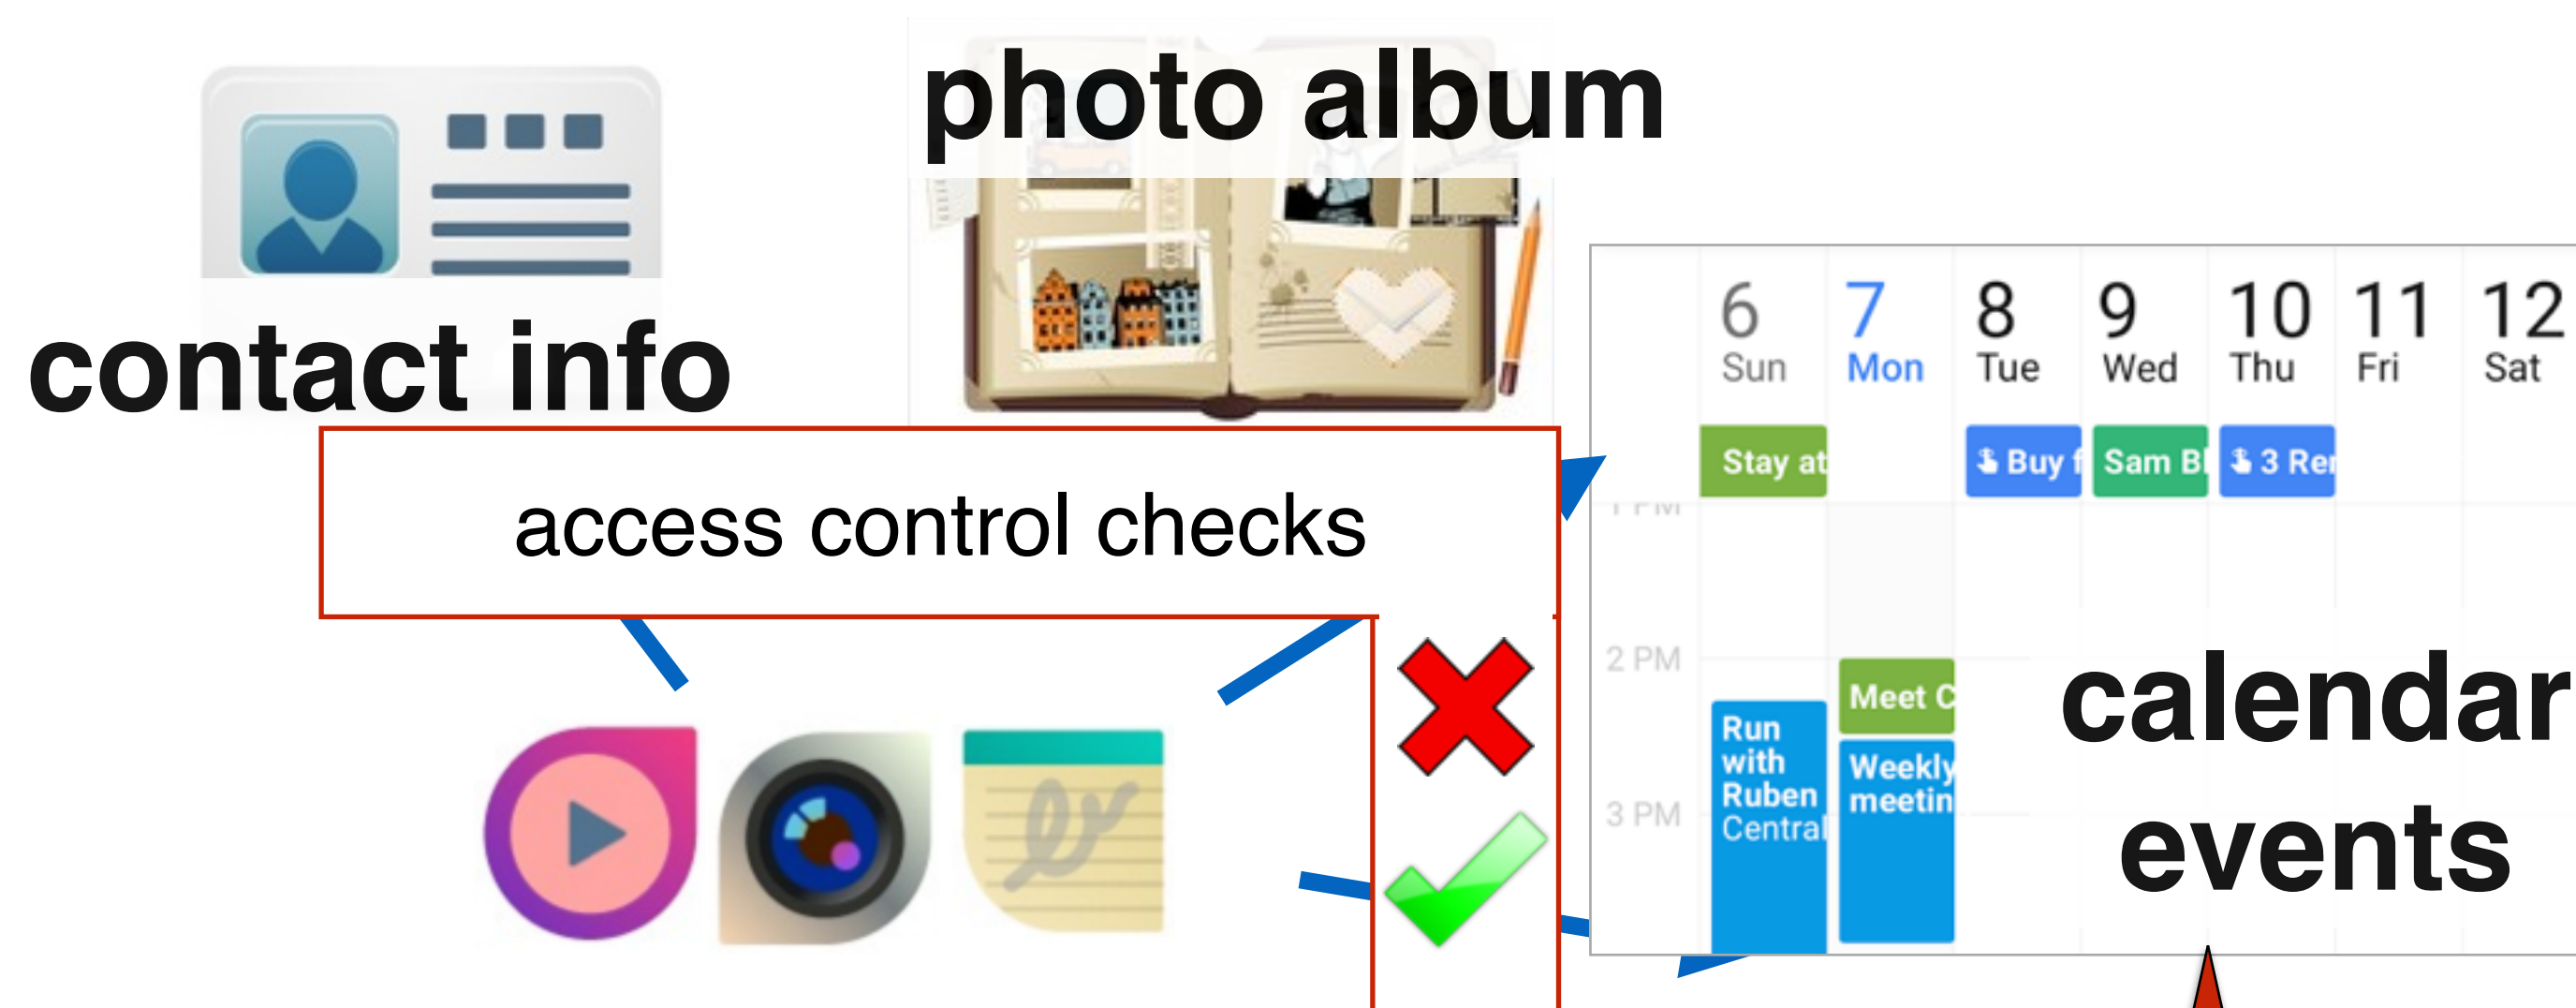 photo album
contact info
access control checks
6 7 8 9 10 11 12
Sun Mon Tue Wed Thu Fri Sat
Stay at Buy Sam 3
1 PM
2 PM
3 PM
Meet C
Run
with
Ruben
Central
Weekly
meetin
calendar
events